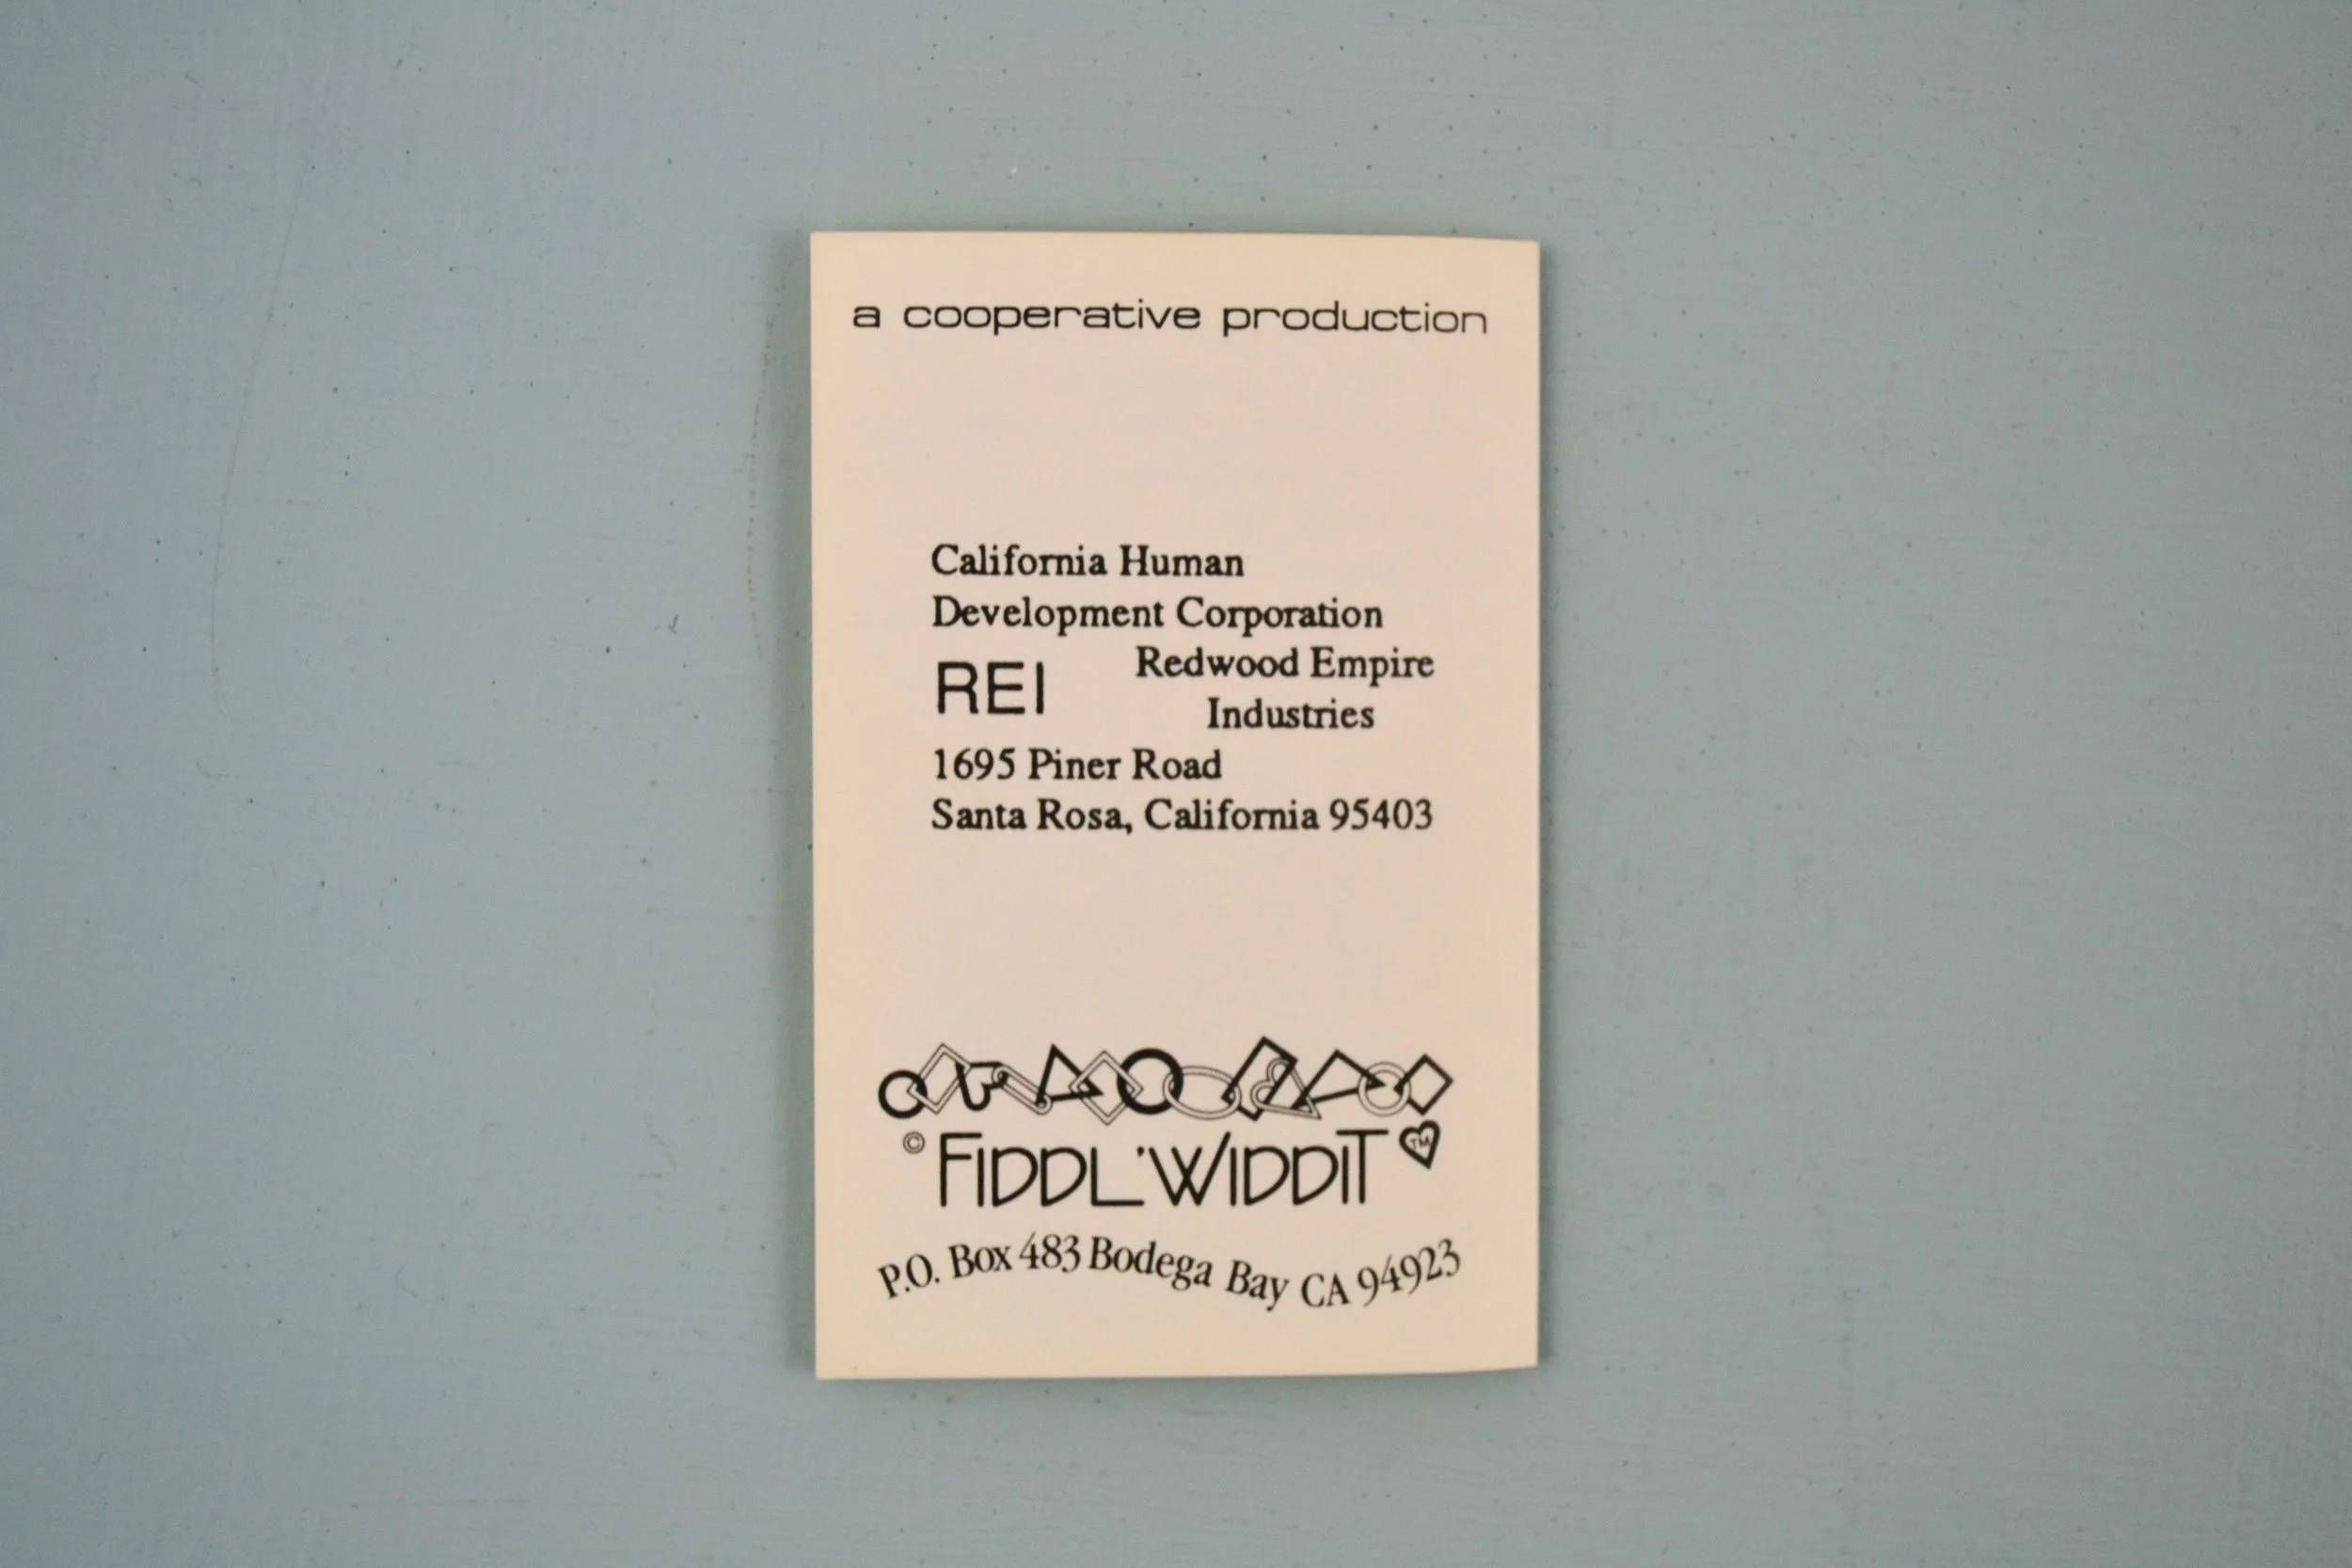 a cooperative production
California Human
Development Corporation
REI Redwood Empire
Industries
1695 Piner Road
Santa Rosa, California 95403
© FIDDL'WIDDIT TM
P.O. Box 483 Bodega Bay CA 94923